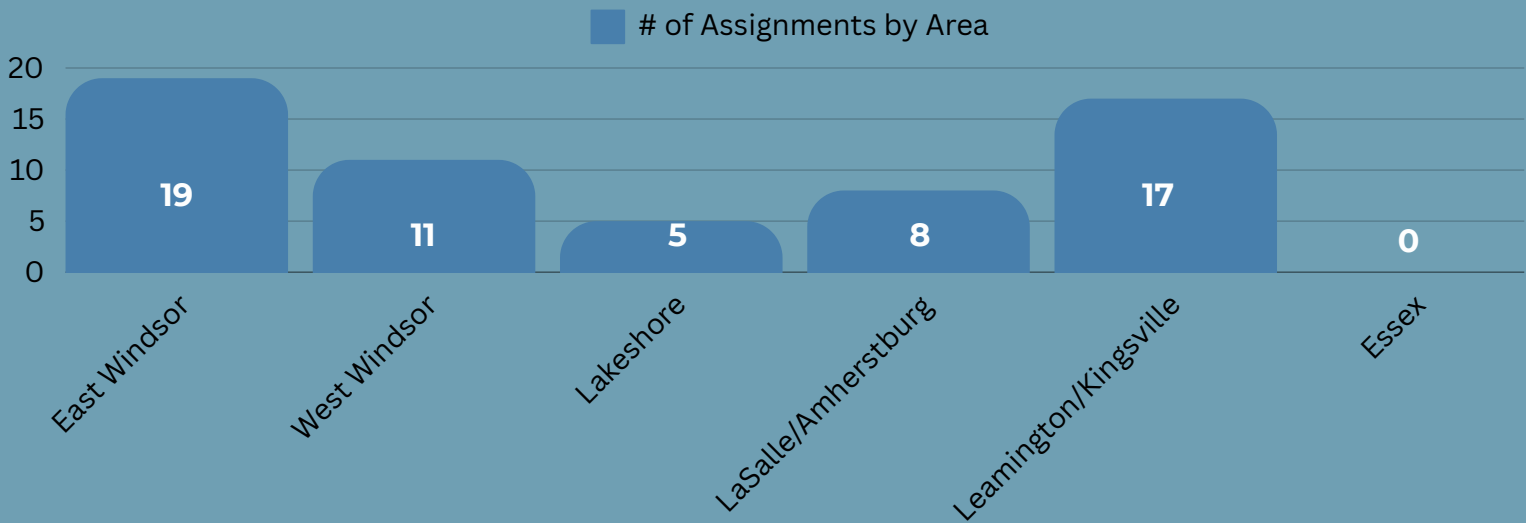 # of Assignments by Area
20
15
10
5
0
19
11
5
8
17
0
East Windsor
West Windsor
Lakeshore
LaSalle/Amherstburg
Leamington/Kingsville
Essex